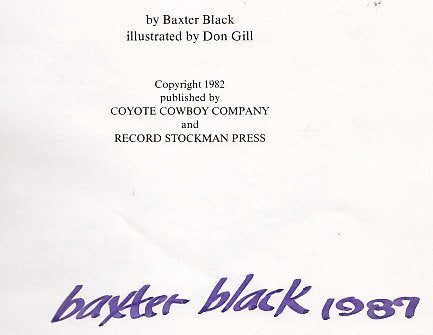 by Baxter Black
illustrated by Don Gill
Copyright 1982
published by
COYOTE COWBOY COMPANY
and
RECORD STOCKMAN PRESS
baxter black 1987